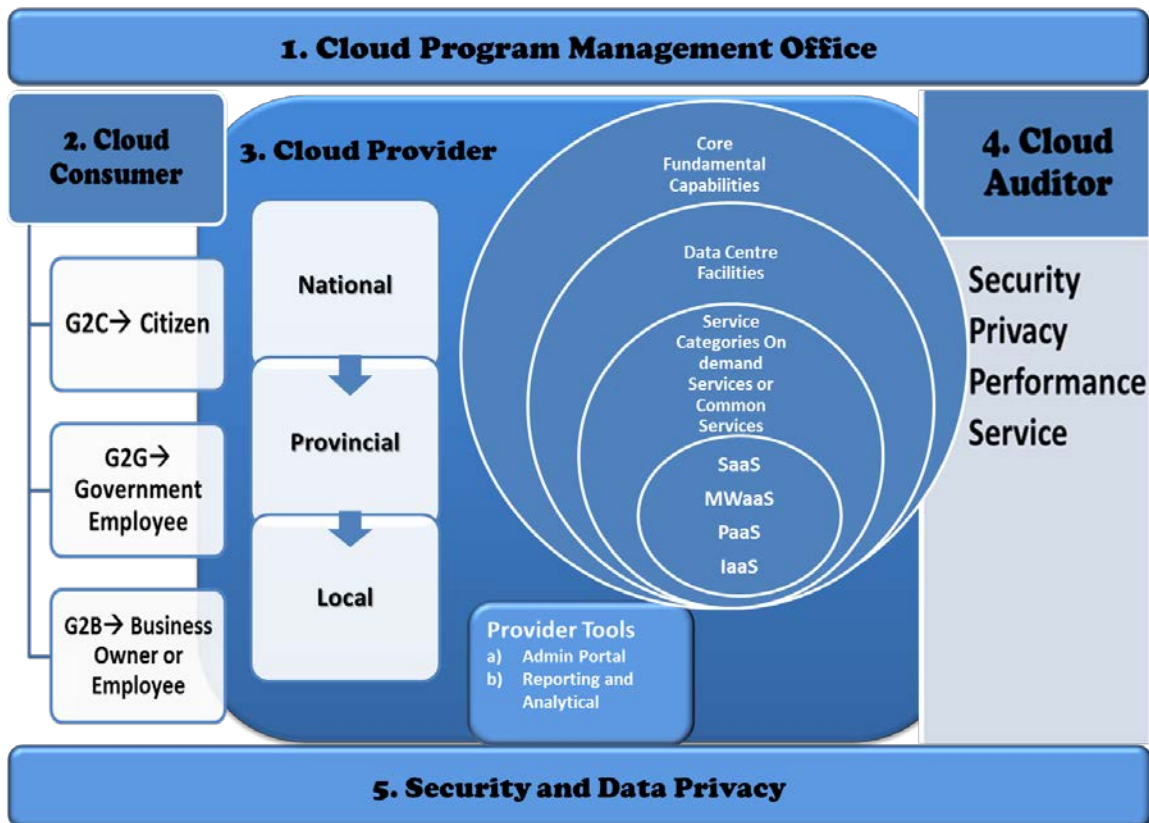 1. Cloud Program Management Office
2. Cloud
Consumer
G2C→ Citizen
G2G→
Government
Employee
G2B→ Business
Owner or
Employee
3. Cloud Provider
National
Provincial
Local
Core
Fundamental
Capabilities
Data Centre
Facilities
Service
Categories On
demand
Services or
Common
Services
SaaS
MWaaS
PaaS
IaaS
Provider Tools
a) Admin Portal
b) Reporting and
Analytical
4. Cloud
Auditor
Security
Privacy
Performance
Service
5. Security and Data Privacy